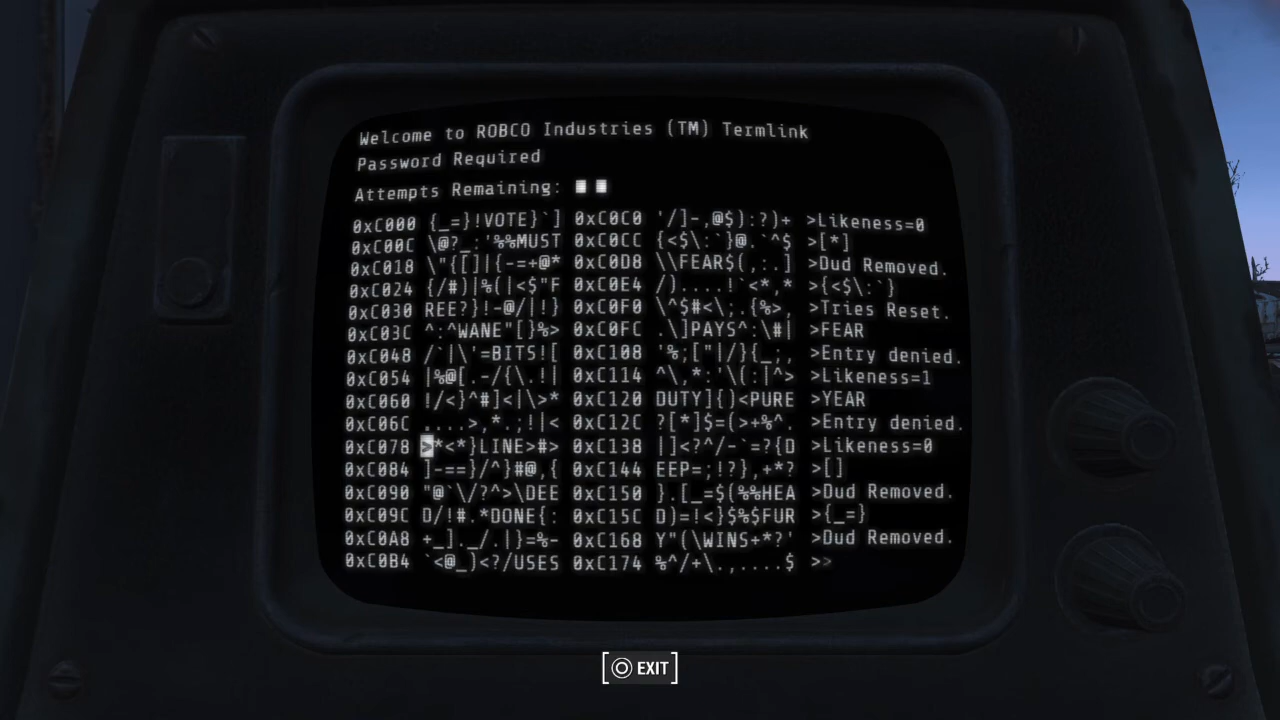 Welcome to ROBCO Industries (TM) Termlink
Password Required
Attempts Remaining: ■ ■
0xC000 {_=}!VOTE}`] 0xC0C0 '/]-,@$):?)+ >Likeness=0
0xC00C \@?_:'%%MUST 0xC0CC {<$\:`}@.`^$ >[*]
0xC018 \"{[]|{-=+@* 0xC0D8 \\FEAR$(,:.] >Dud Removed.
0xC024 {/#)|%(|<$"F 0xC0E4 /)....!`<*,* >{<$\:`}
0xC030 REE?}!-@/|!} 0xC0F0 \^$#<\;.{%>, >Tries Reset.
0xC03C ^:^WANE"[}%> 0xC0FC .\]PAYS^:\#| >FEAR
0xC048 /`|\'=BITS![ 0xC108 '%;["|/}{_;, >Entry denied.
0xC054 |%@[.-/{\.!| 0xC114 ^\,*:'\(:|^> >Likeness=1
0xC060 !/<}^#]<|\>* 0xC120 DUTY]{)<PURE >YEAR
0xC06C ....>,*.;!|< 0xC12C ?[*]$=(>+%^. >Entry denied.
0xC078 >*<*}LINE>#> 0xC138 |]<?^/-`=?{D >Likeness=0
0xC084 ]-==}/^}#@,{ 0xC144 EEP=;!?},+*? >[]
0xC090 "@`\/?^>\DEE 0xC150 }.[_=$(%%HEA >Dud Removed.
0xC09C D/!#.*DONE{: 0xC15C D)=!<}$%$FUR >{_=}
0xC0A8 +_]._/.|}=%- 0xC168 Y"(\WINS+*?' >Dud Removed.
0xC0B4 `<@_)<?/USES 0xC174 %^/+\.,....$ >>
[○ EXIT]